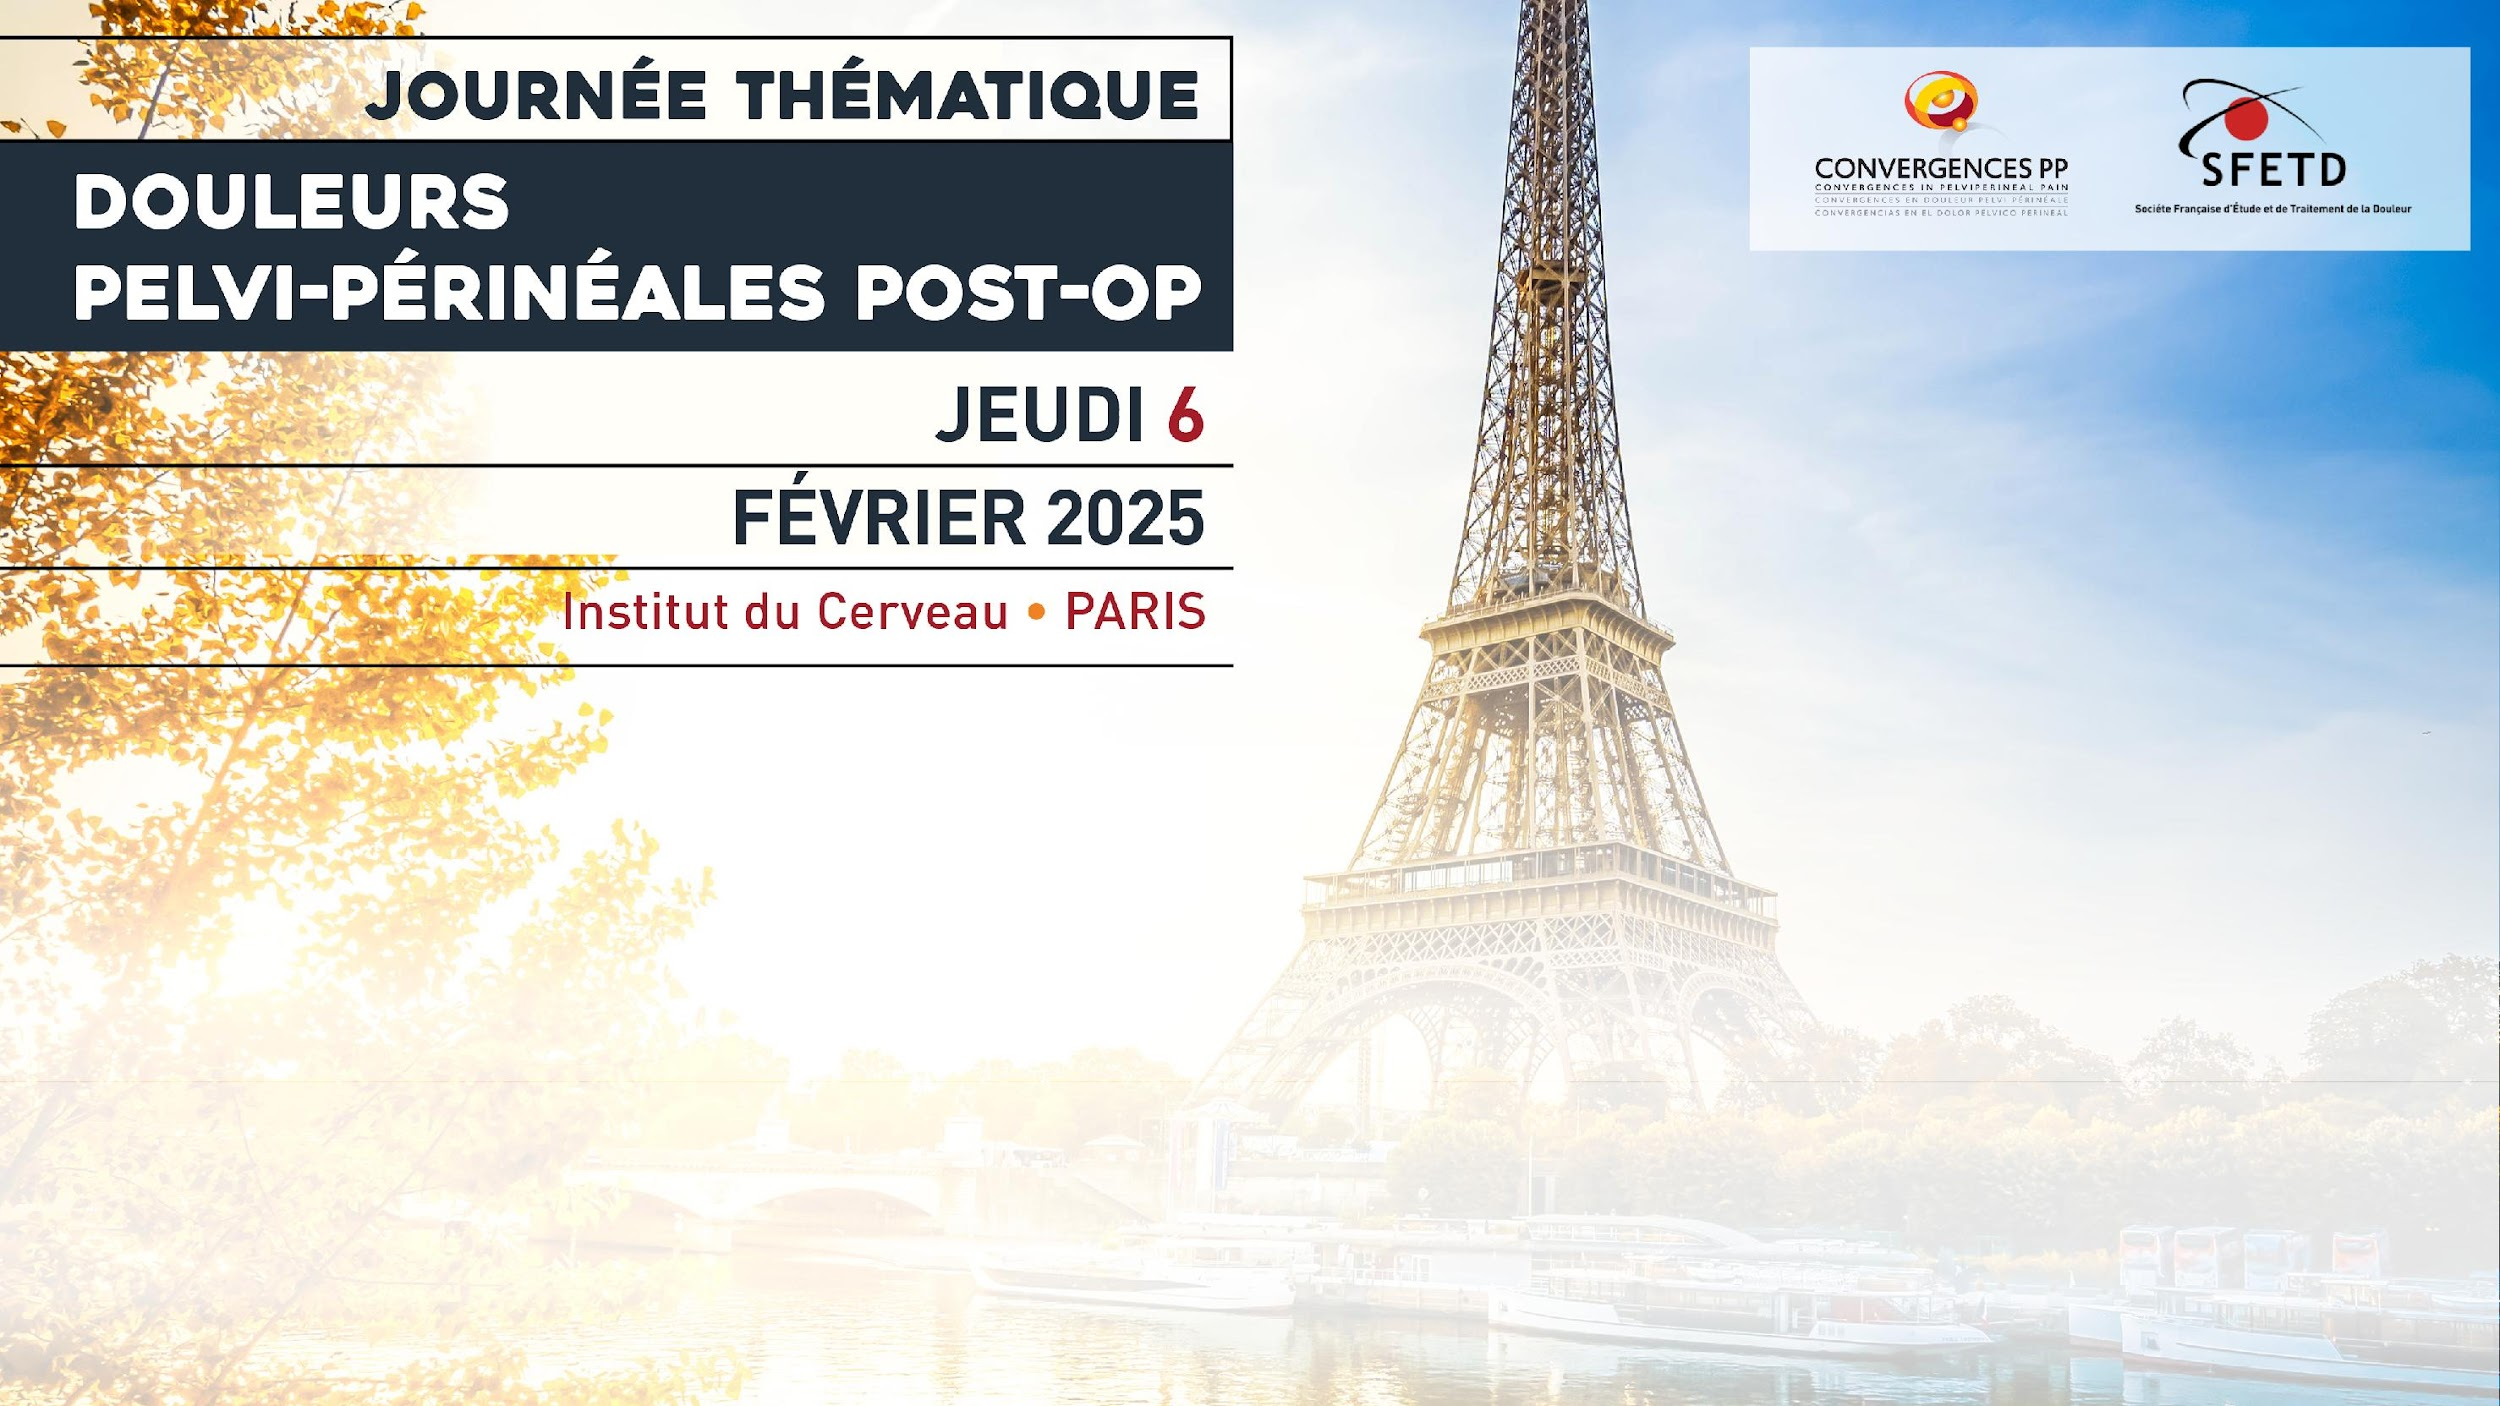 JOURNÉE THÉMATIQUE
DOULEURS
PELVI-PÉRINÉALES POST-OP
JEUDI 6
FÉVRIER 2025
Institut du Cerveau • PARIS
CONVERGENCES PP
CONVERGENCES IN PELVIPERINEAL PAIN
CONVERGENCES EN DOULEUR PELVI PÉRINÉALE
CONVERGENCIAS EN EL DOLOR PELVICO PERINEAL
SFETD
Sociéte Française d'Étude et de Traitement de la Douleur